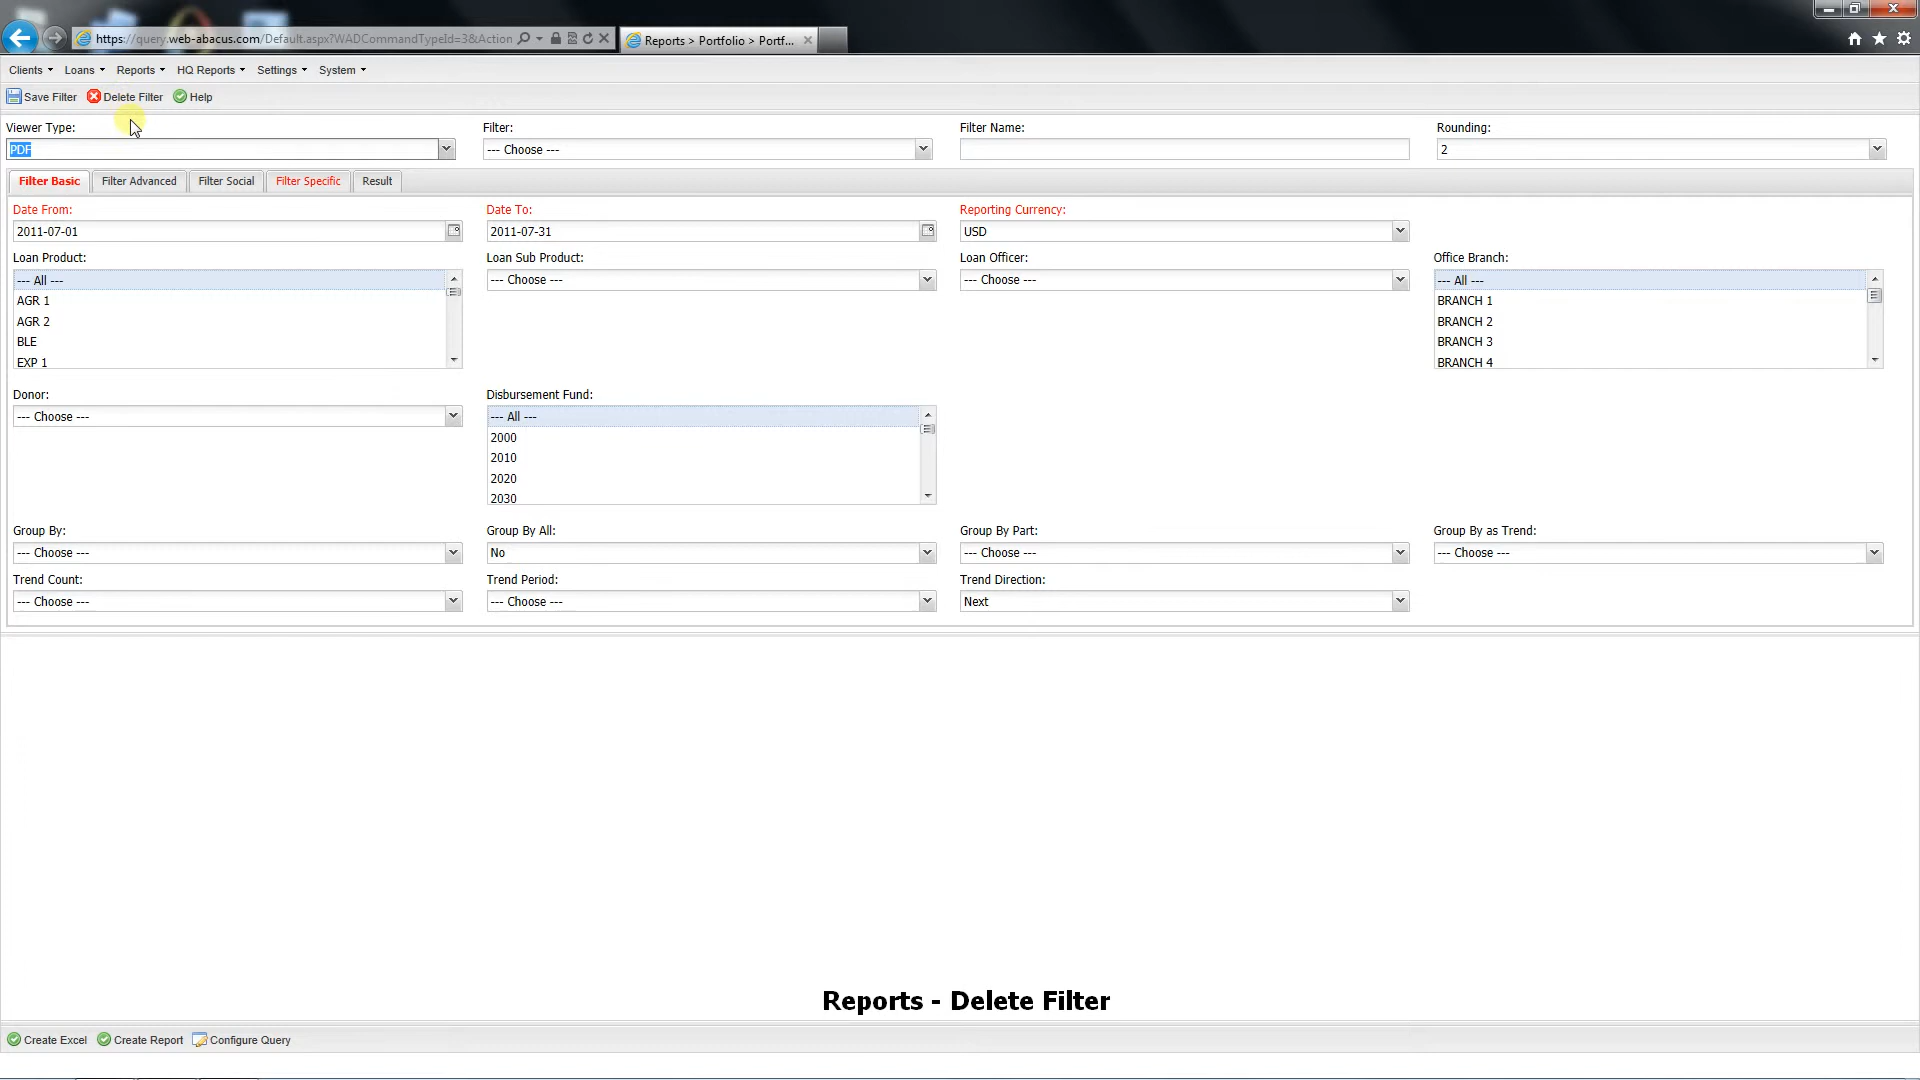 https://query.web-abacus.com/Default.aspx?WADCommandTypeId=3&Action
Reports > Portfolio > Portf...
Clients Loans Reports HQ Reports Settings System
Save Filter Delete Filter Help
Viewer Type: Filter: Filter Name: Rounding:
PDF --- Choose --- 2
Filter Basic Filter Advanced Filter Social Filter Specific Result
Date From: Date To: Reporting Currency:
2011-07-01 2011-07-31 USD
Loan Product: Loan Sub Product: Loan Officer: Office Branch:
--- All --- --- Choose --- --- Choose --- --- All ---
AGR 1 BRANCH 1
AGR 2 BRANCH 2
BLE BRANCH 3
EXP 1 BRANCH 4
Donor: Disbursement Fund:
--- Choose --- --- All ---
2000
2010
2020
2030
Group By: Group By All: Group By Part: Group By as Trend:
--- Choose --- No --- Choose --- --- Choose ---
Trend Count: Trend Period: Trend Direction:
--- Choose --- --- Choose --- Next
Reports - Delete Filter
Create Excel Create Report Configure Query